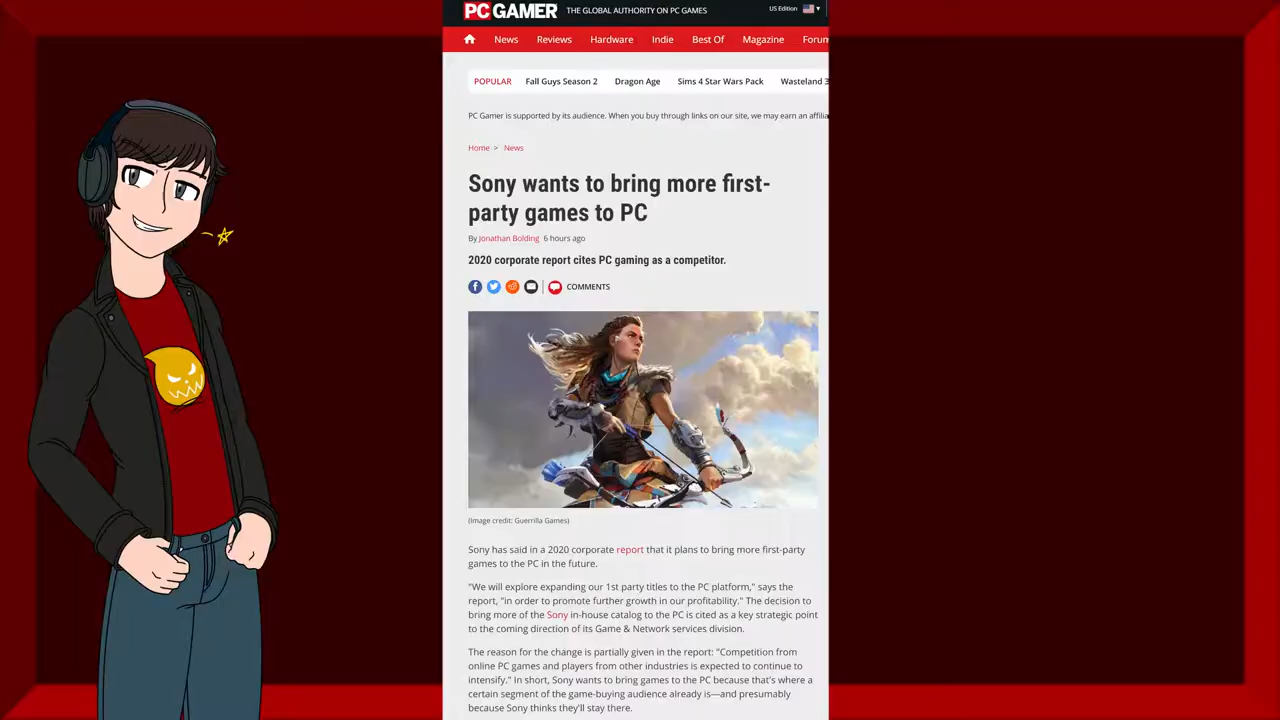 PC GAMER THE GLOBAL AUTHORITY ON PC GAMES US Edition
News Reviews Hardware Indie Best Of Magazine Forum
POPULAR Fall Guys Season 2 Dragon Age Sims 4 Star Wars Pack Wasteland 3
PC Gamer is supported by its audience. When you buy through links on our site, we may earn an affilia
Home > News
Sony wants to bring more first-
party games to PC
By Jonathan Bolding 6 hours ago
2020 corporate report cites PC gaming as a competitor.
COMMENTS
(Image credit: Guerrilla Games)
Sony has said in a 2020 corporate report that it plans to bring more first-party
games to the PC in the future.
"We will explore expanding our 1st party titles to the PC platform," says the
report, "in order to promote further growth in our profitability." The decision to
bring more of the Sony in-house catalog to the PC is cited as a key strategic point
to the coming direction of its Game & Network services division.
The reason for the change is partially given in the report: "Competition from
online PC games and players from other industries is expected to continue to
intensify." In short, Sony wants to bring games to the PC because that's where a
certain segment of the game-buying audience already is—and presumably
because Sony thinks they'll stay there.